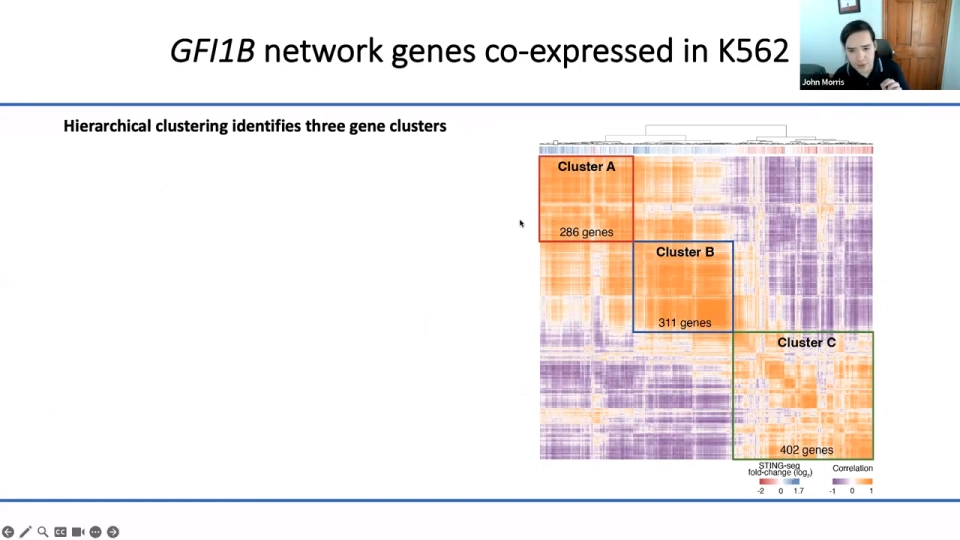 GFI1B network genes co-expressed in K562
John Morris
Hierarchical clustering identifies three gene clusters
Cluster A
286 genes
Cluster B
311 genes
Cluster C
402 genes
STING-seq
fold-change (log₂)
-2 0 1.7
Correlation
-1 0 1
CC